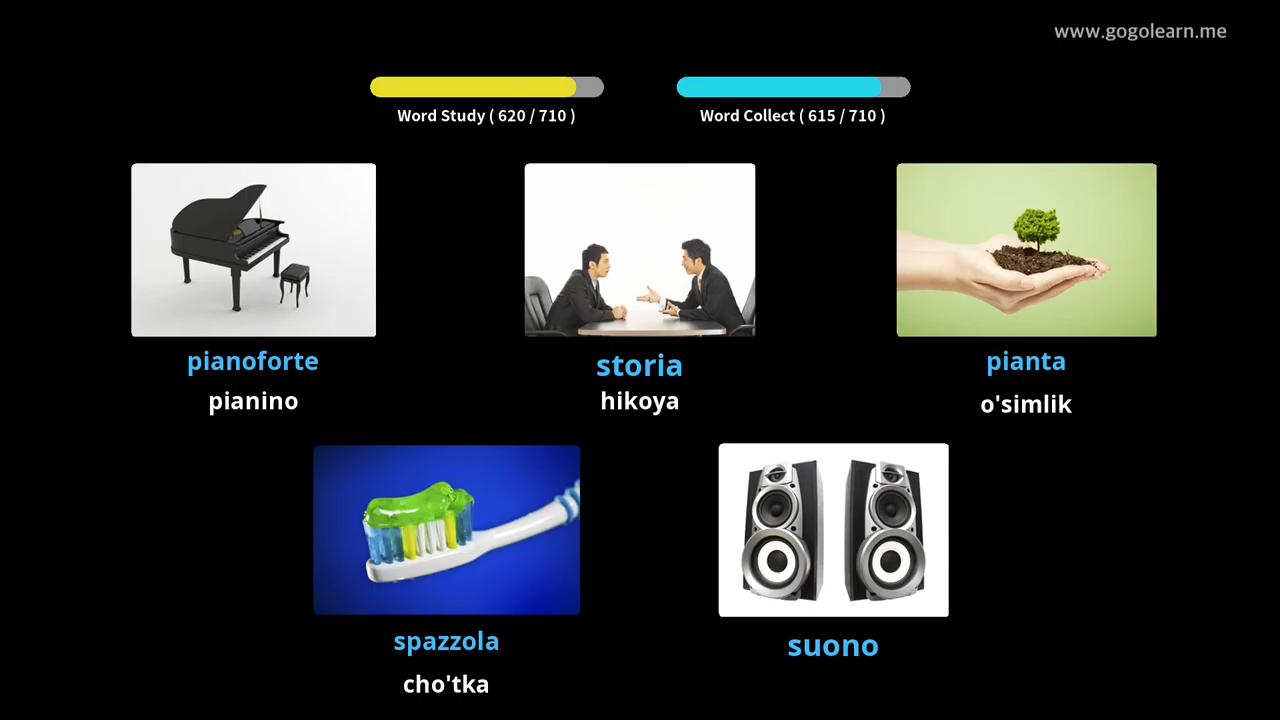 www.gogolearn.me
Word Study ( 620 / 710 )
Word Collect ( 615 / 710 )
pianoforte
pianino
storia
hikoya
pianta
o'simlik
spazzola
cho'tka
suono